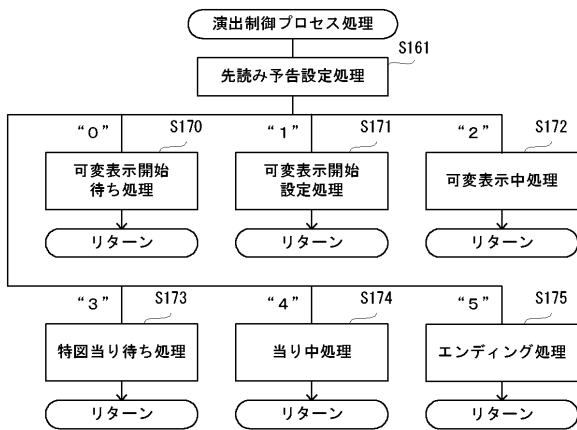 演出制御プロセス処理
S161
先読み予告設定処理
“0”
S170
“1”
S171
“2”
S172
可変表示開始
待ち処理
可変表示開始
設定処理
可変表示中処理
リターン
リターン
リターン
“3”
S173
“4”
S174
“5”
S175
特図当り待ち処理
当り中処理
エンディング処理
リターン
リターン
リターン